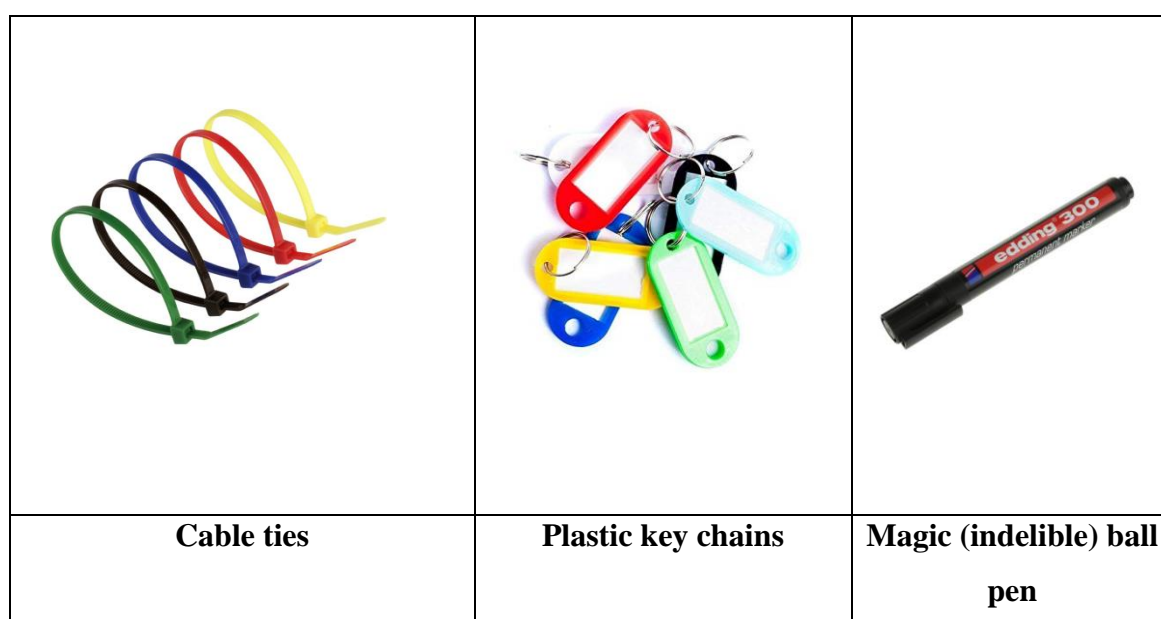 edding 300
permanent marker
Cable ties
Plastic key chains
Magic (indelible) ball
pen